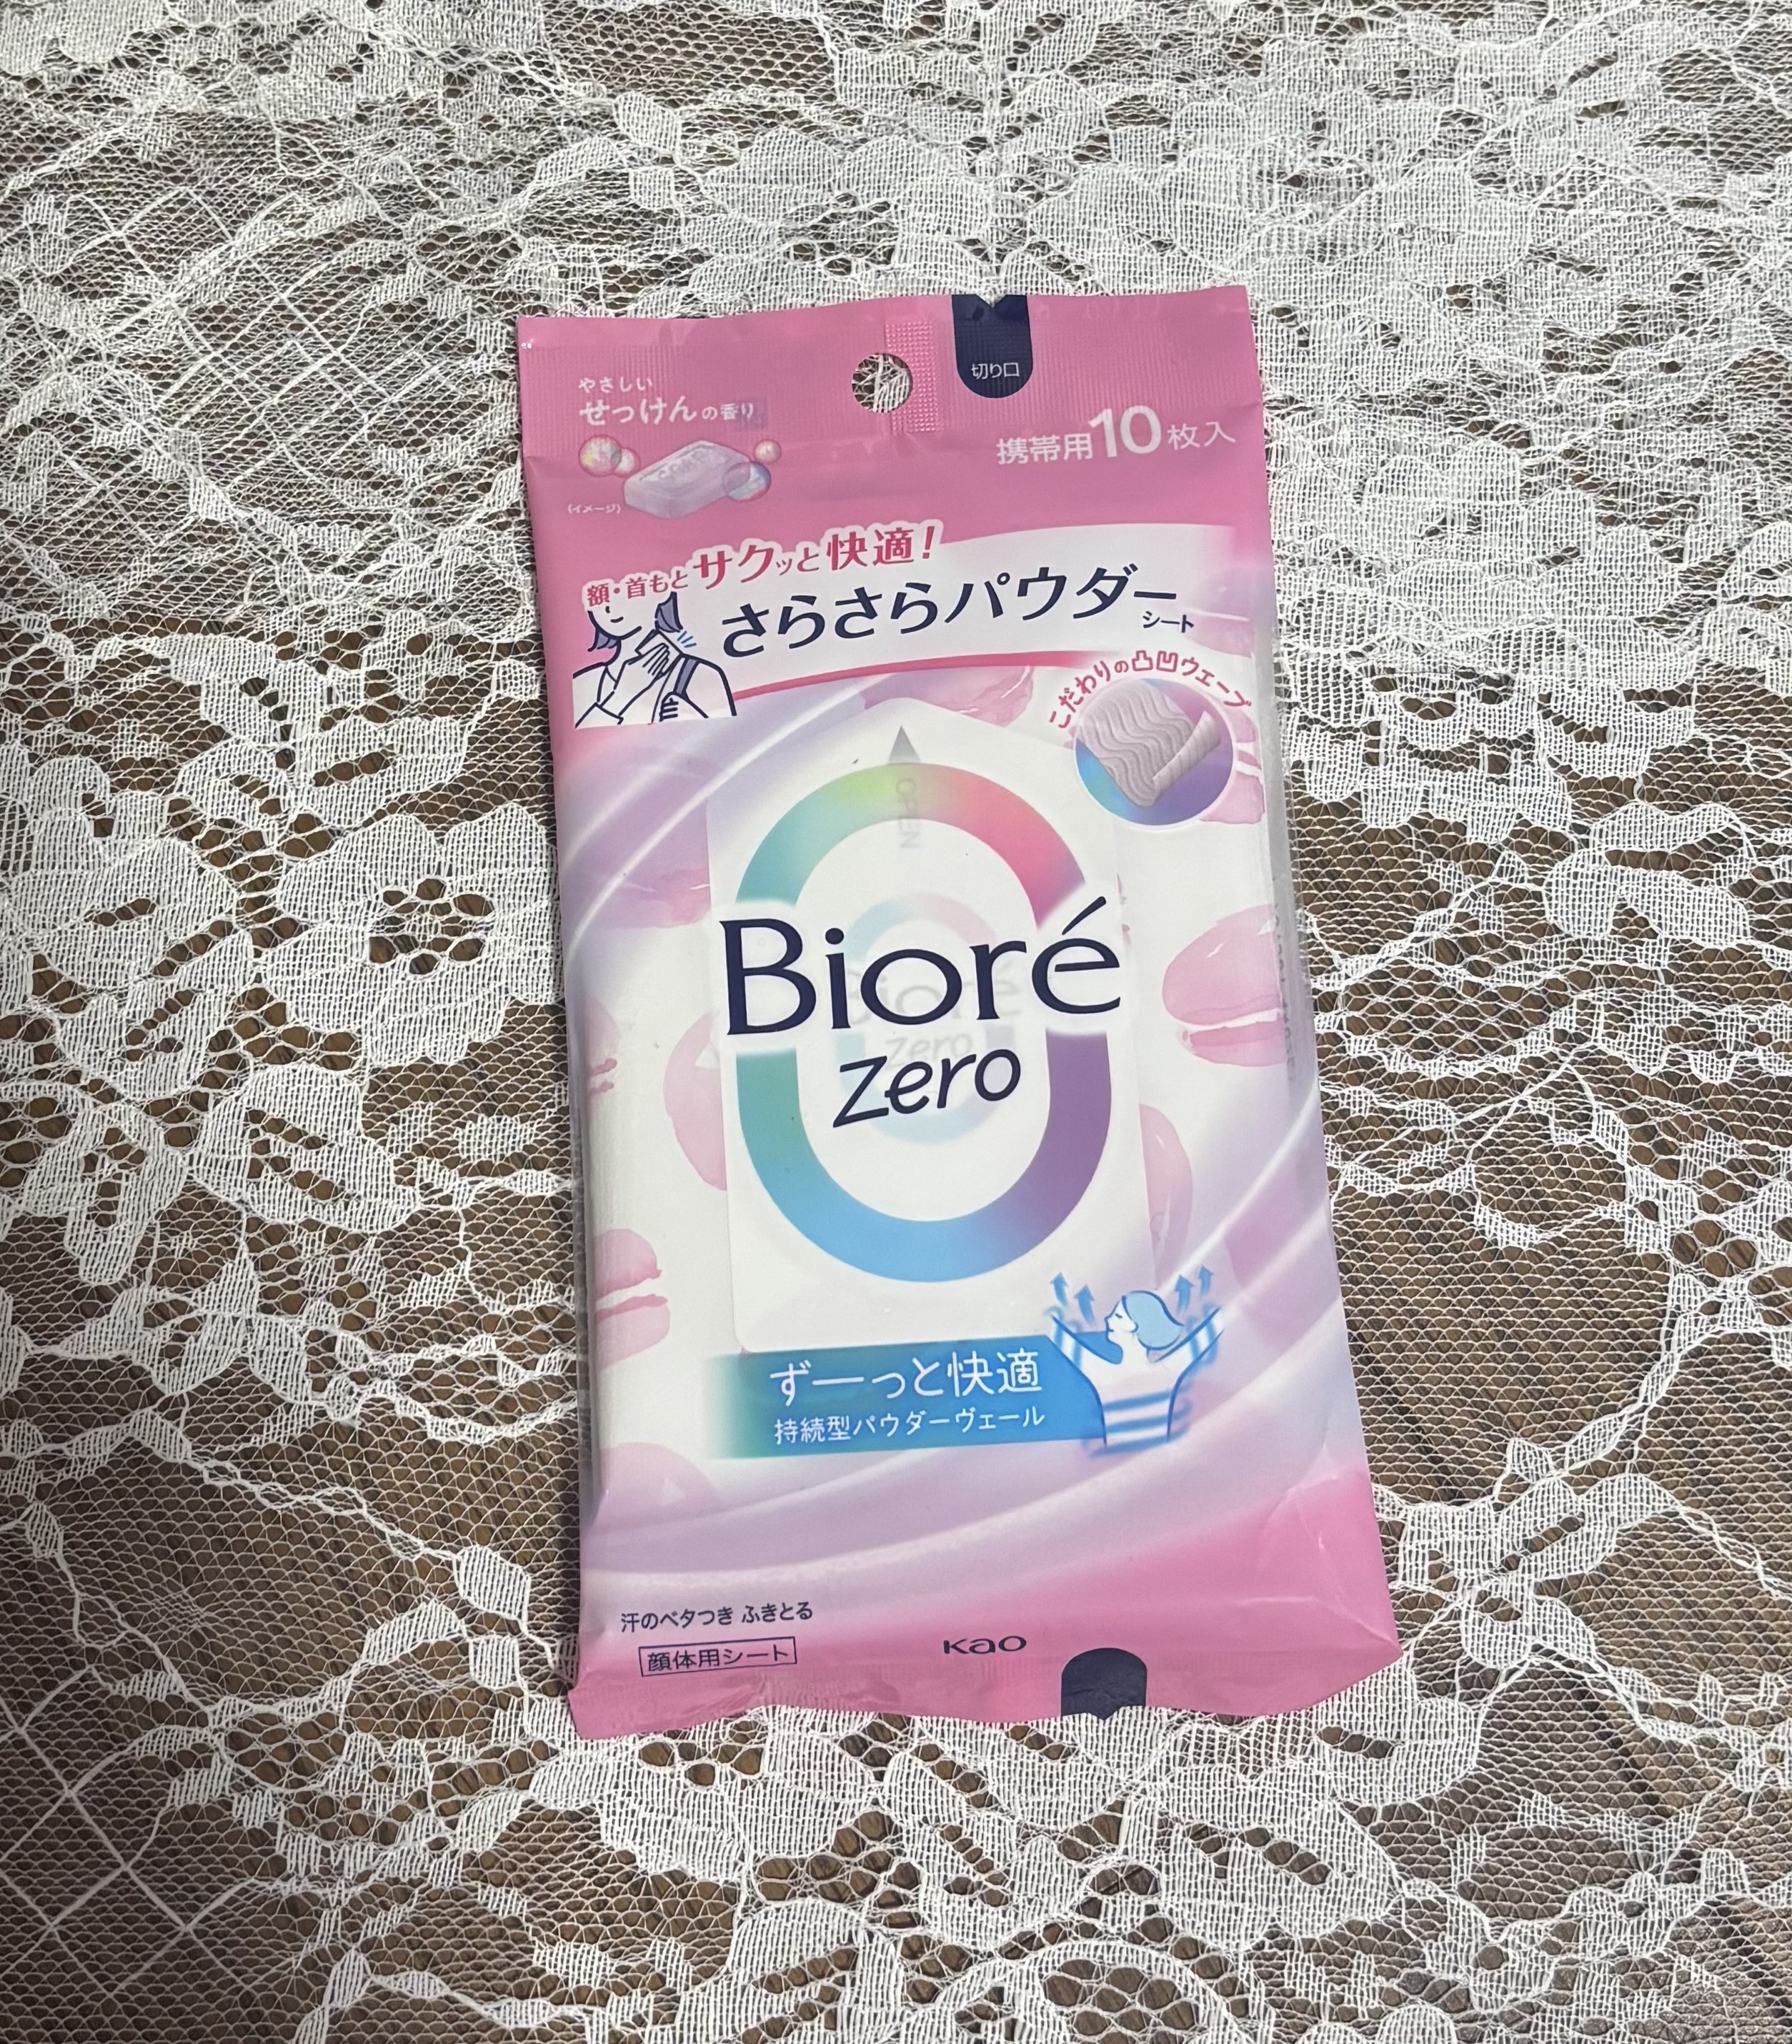 切り口
やさしい
せっけんの香り
(イメージ)
携帯用10枚入
額・首もとサクッと快適!
さらさらパウダー
シート
こだわりの凸凹ウェーブ
OPEN
Bioré
zero
ずーっと快適
持続型パウダーヴェール
汗のベタつき ふきとる
顔体用シート
Kao